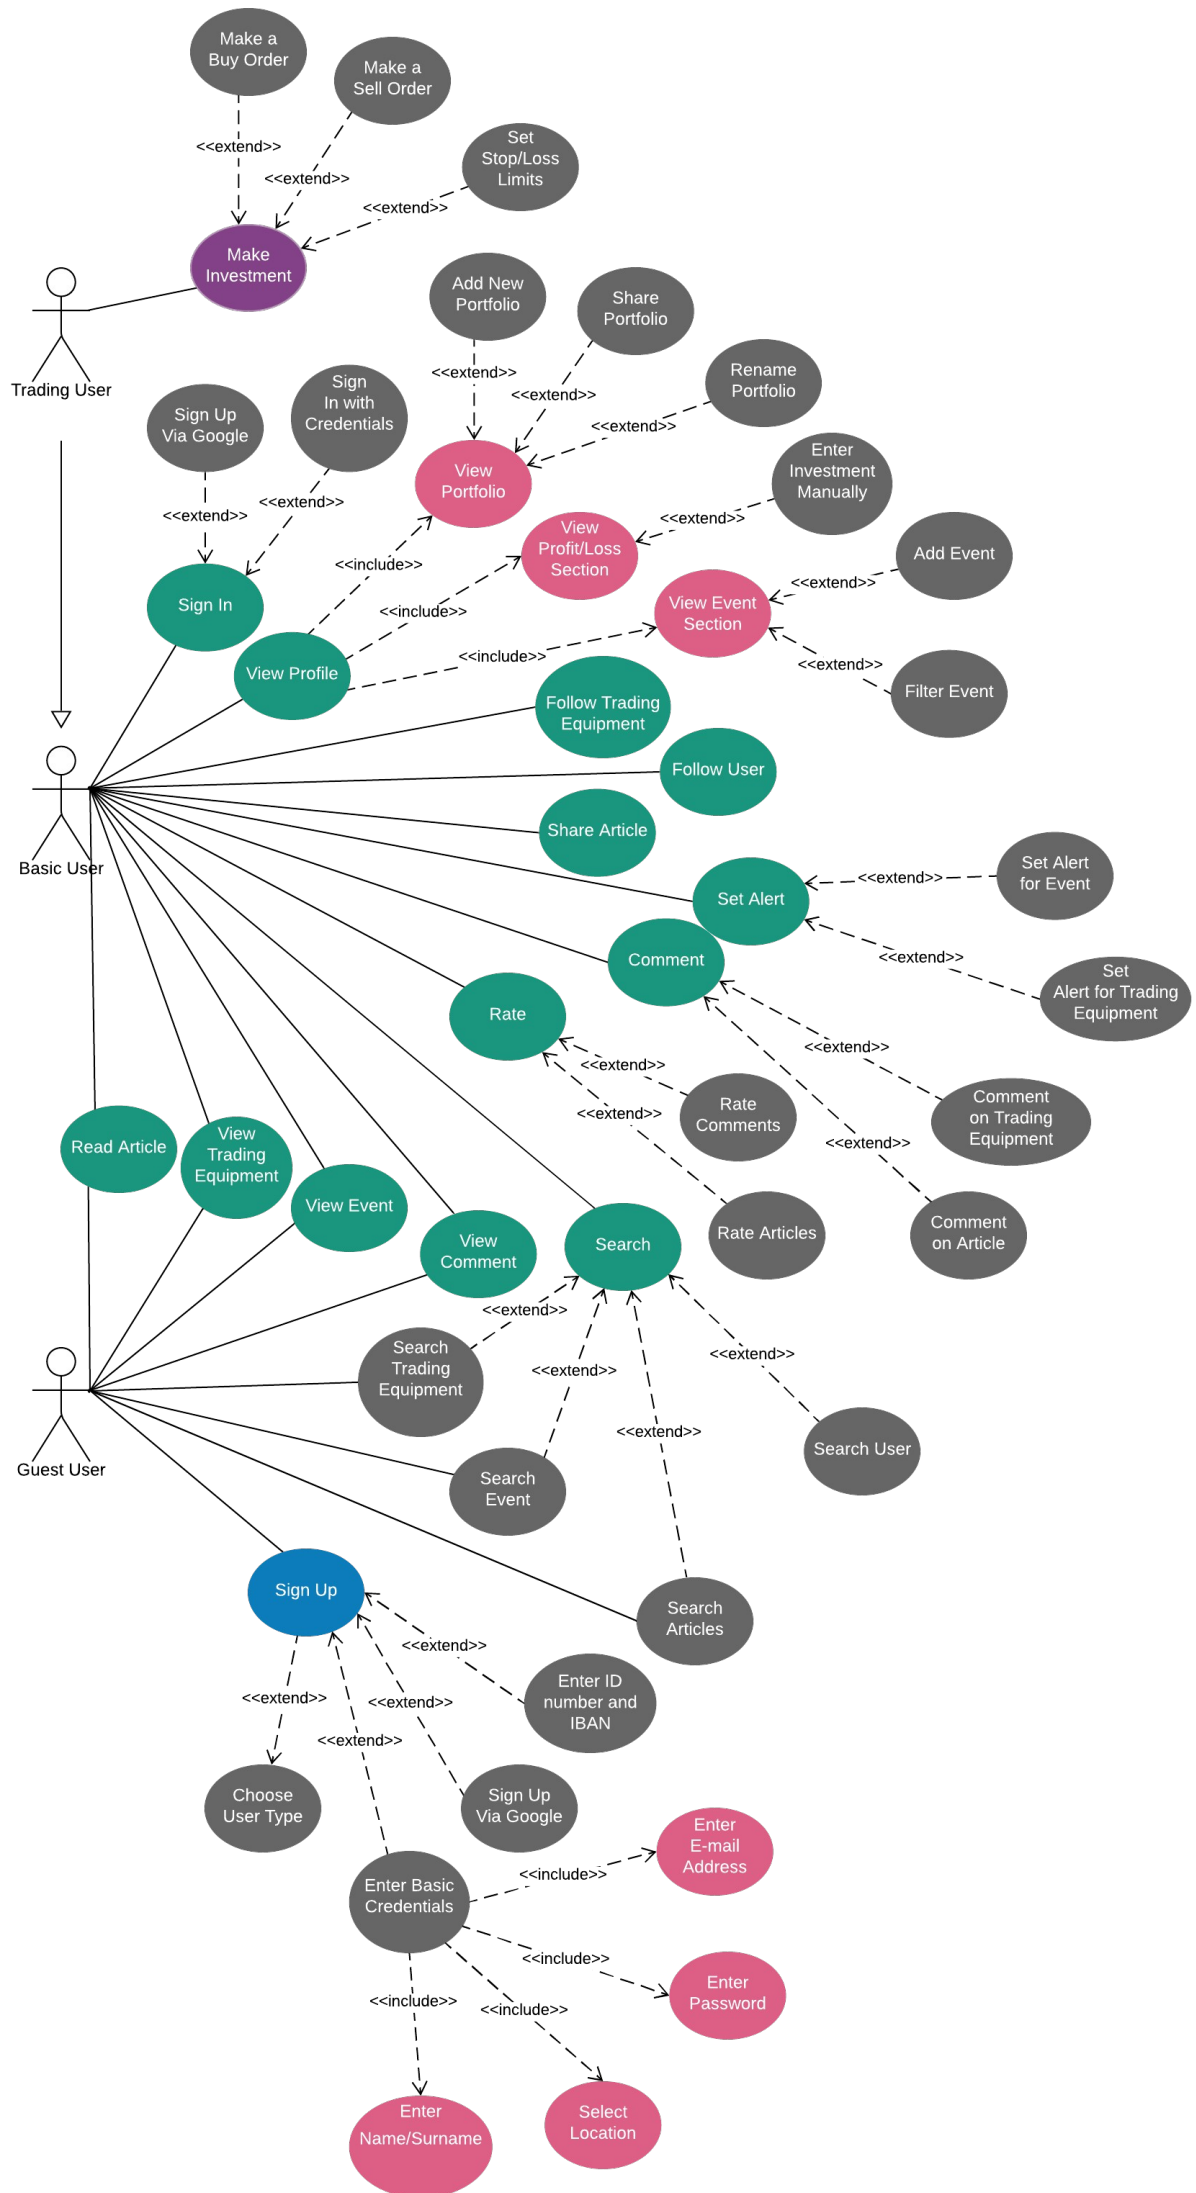 Make a
Buy Order
Make a
Sell Order
<<extend>>
<<extend>>
Set
Stop/Loss
Limits
<<extend>>
Make
Investment
Trading User
Add New
Portfolio
Share
Portfolio
Rename
Portfolio
<<extend>>
<<extend>>
<<extend>>
Sign Up
Via Google
Sign
In with
Credentials
<<extend>>
<<extend>>
View
Portfolio
Enter
Investment
Manually
<<extend>>
View
Profit/Loss
Section
<<include>>
<<include>>
<<include>>
Add Event
<<extend>>
View Event
Section
<<extend>>
Filter Event
Sign In
View Profile
Follow Trading
Equipment
Follow User
Share Article
Basic User
Set Alert
<<extend>>
Set Alert
for Event
<<extend>>
Set
Alert for Trading
Equipment
Comment
<<extend>>
Comment
on Trading
Equipment
<<extend>>
Comment
on Article
Rate
<<extend>>
Rate
Comments
<<extend>>
Rate Articles
Read Article
View
Trading
Equipment
View Event
View
Comment
Search
<<extend>>
<<extend>>
<<extend>>
<<extend>>
Search
Trading
Equipment
Search
Event
Search User
Search
Articles
Guest User
Sign Up
<<extend>>
<<extend>>
<<extend>>
<<extend>>
Enter ID
number and
IBAN
Choose
User Type
Sign Up
Via Google
Enter Basic
Credentials
<<include>>
Enter
E-mail
Address
<<include>>
Enter
Password
<<include>>
<<include>>
Enter
Name/Surname
Select
Location